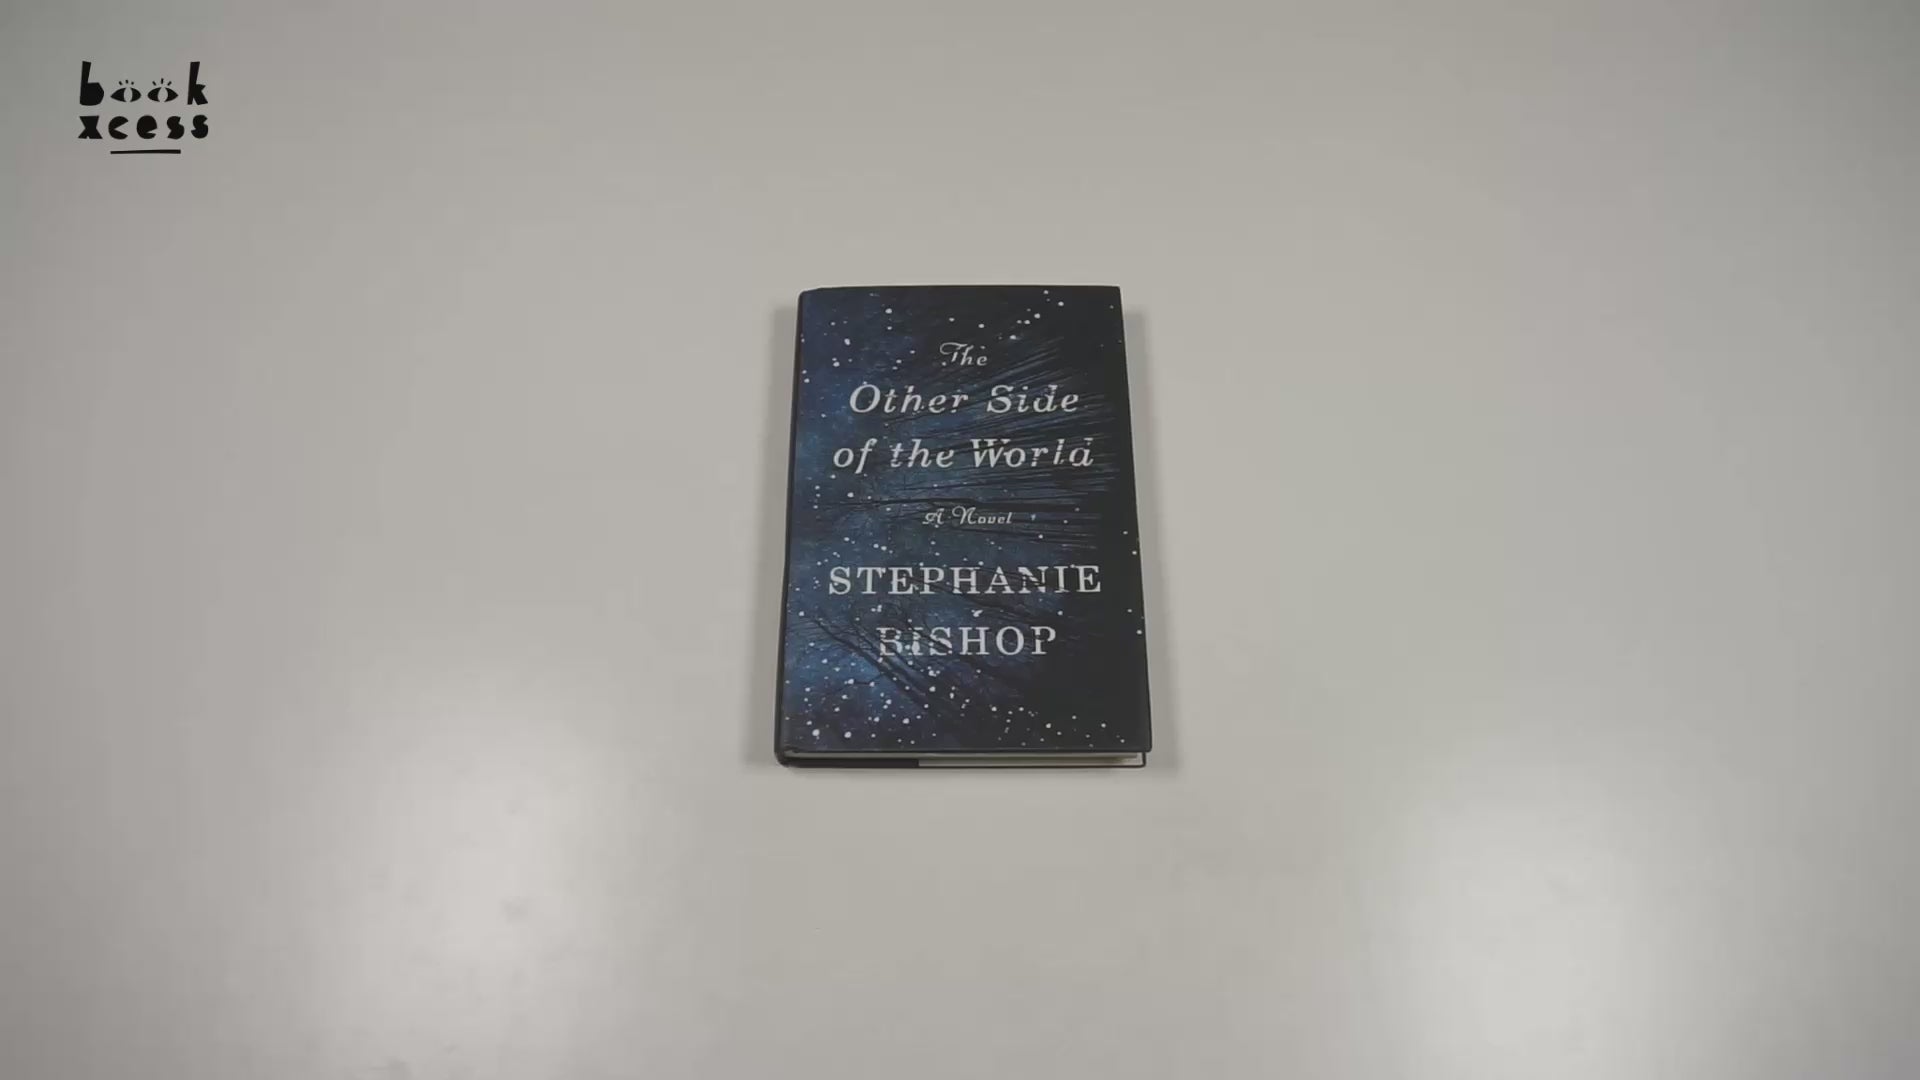 book
xcess
The
Other Side
of the World
A Novel
STEPHANIE
BISHOP